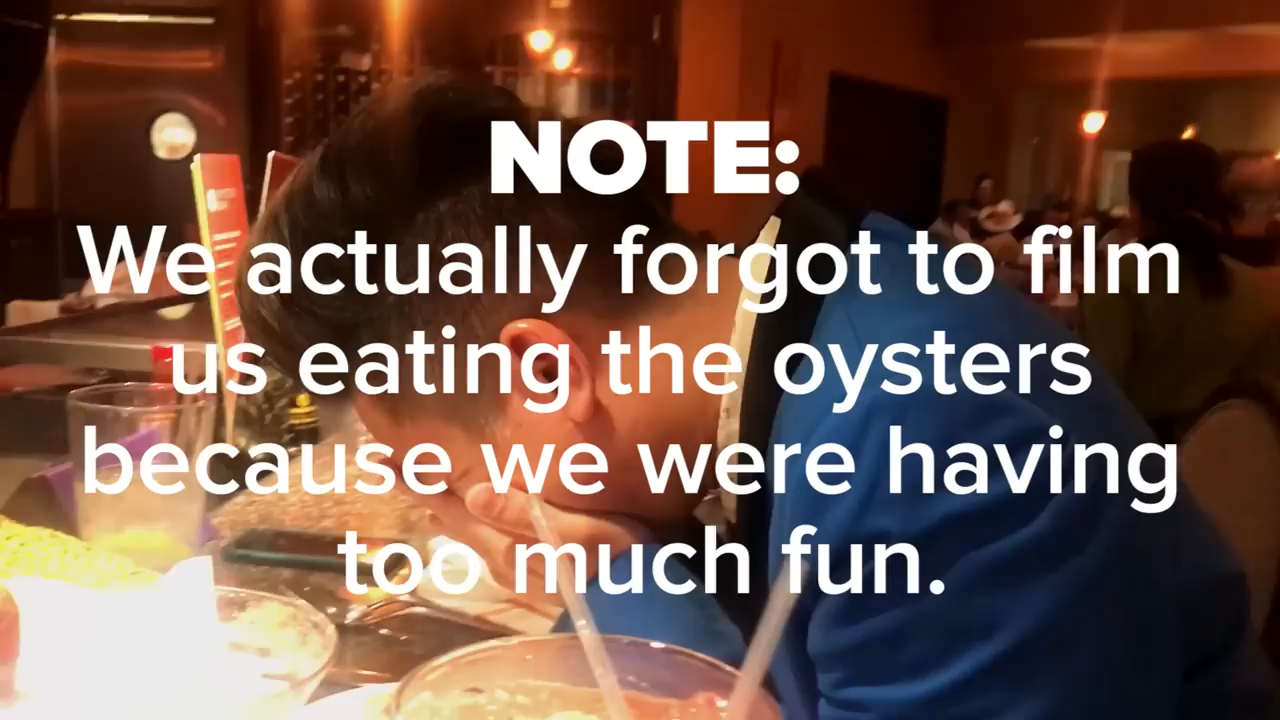 NOTE:
We actually forgot to film
us eating the oysters
because we were having
too much fun.